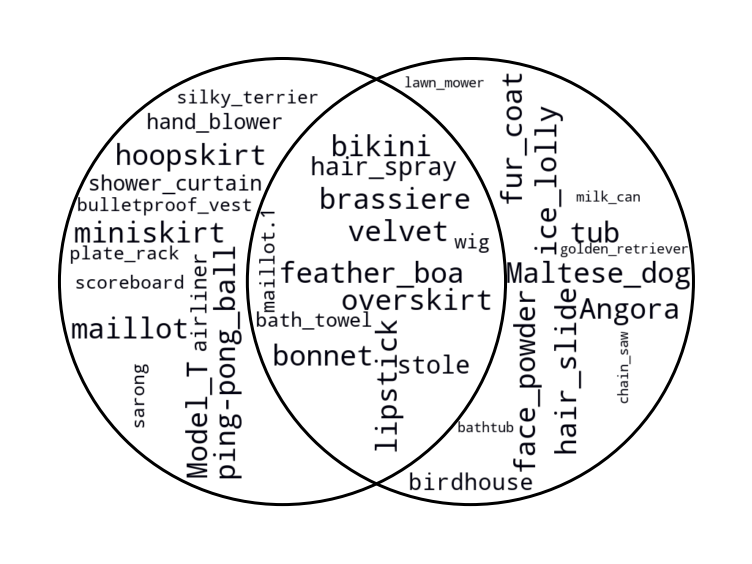 silky_terrier
hand_blower
hoopskirt
shower_curtain
bulletproof_vest
miniskirt
plate_rack
scoreboard
maillot
airliner
sarong
Model_T
ping-pong_ball
bikini
hair_spray
brassiere
velvet
wig
maillot.1
feather_boa
overskirt
bath_towel
bonnet
stole
lipstick
lawn_mower
fur_coat
ice_lolly
milk_can
tub
golden_retriever
Maltese_dog
Angora
face_powder
hair_slide
chain_saw
bathtub
birdhouse